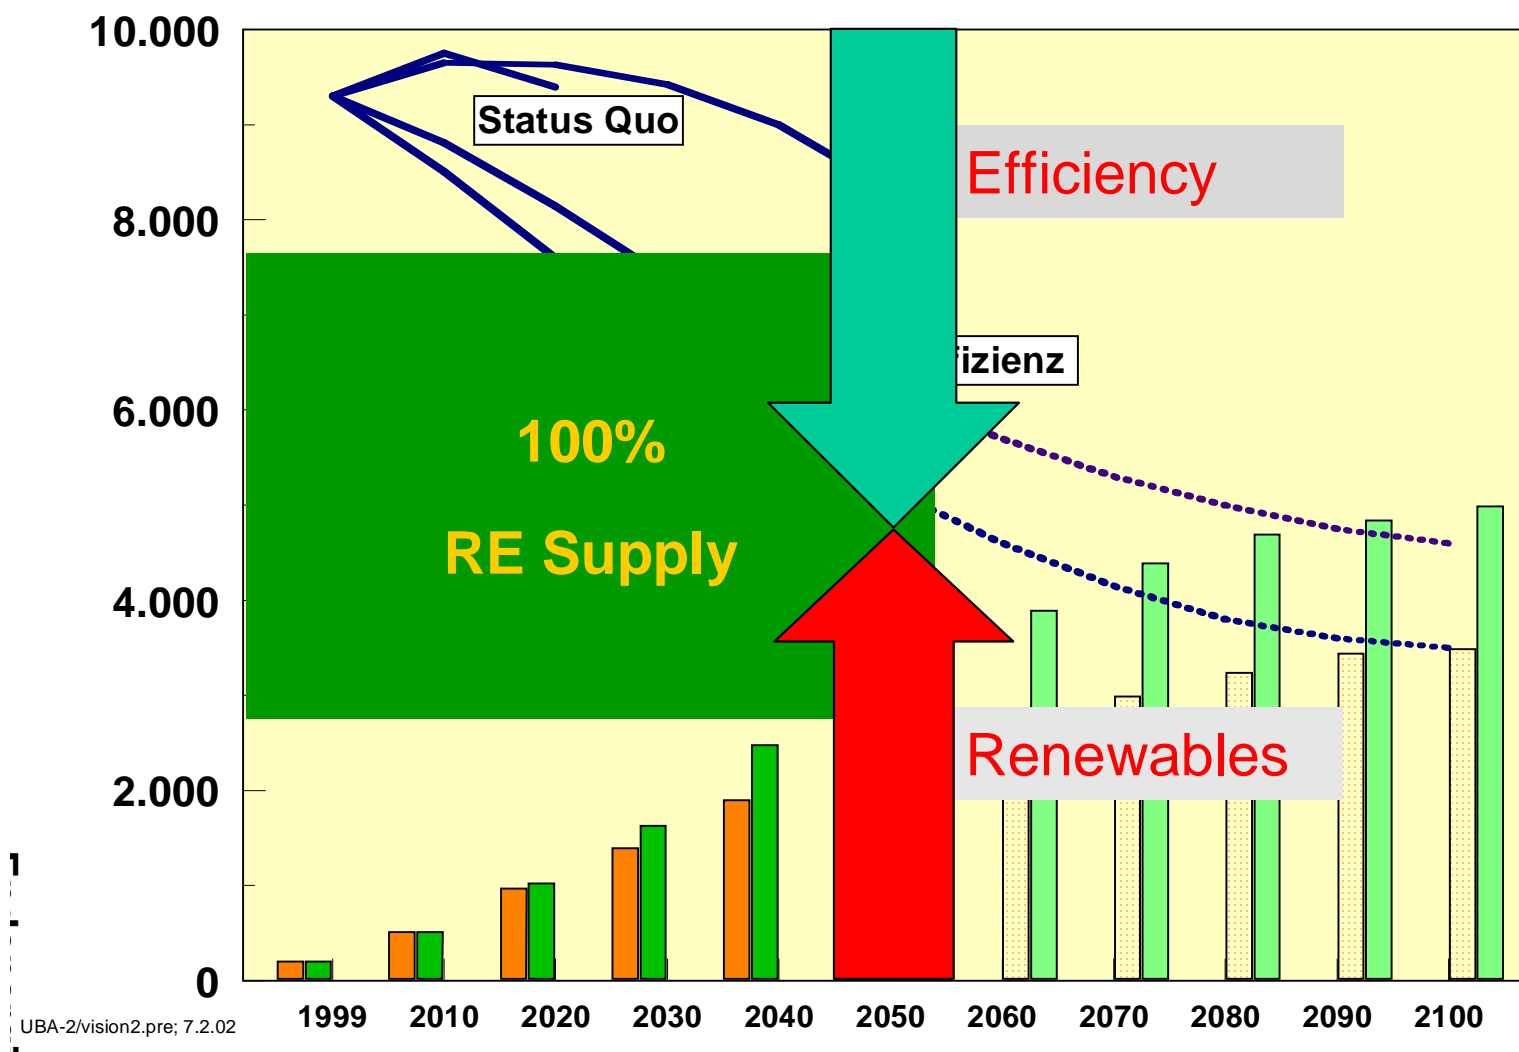 10.000
8.000
6.000
4.000
2.000
0
Status Quo
Efficiency
fizienz
100%
RE Supply
Renewables
1999 2010 2020 2030 2040 2050 2060 2070 2080 2090 2100
UBA-2/vision2.pre; 7.2.02